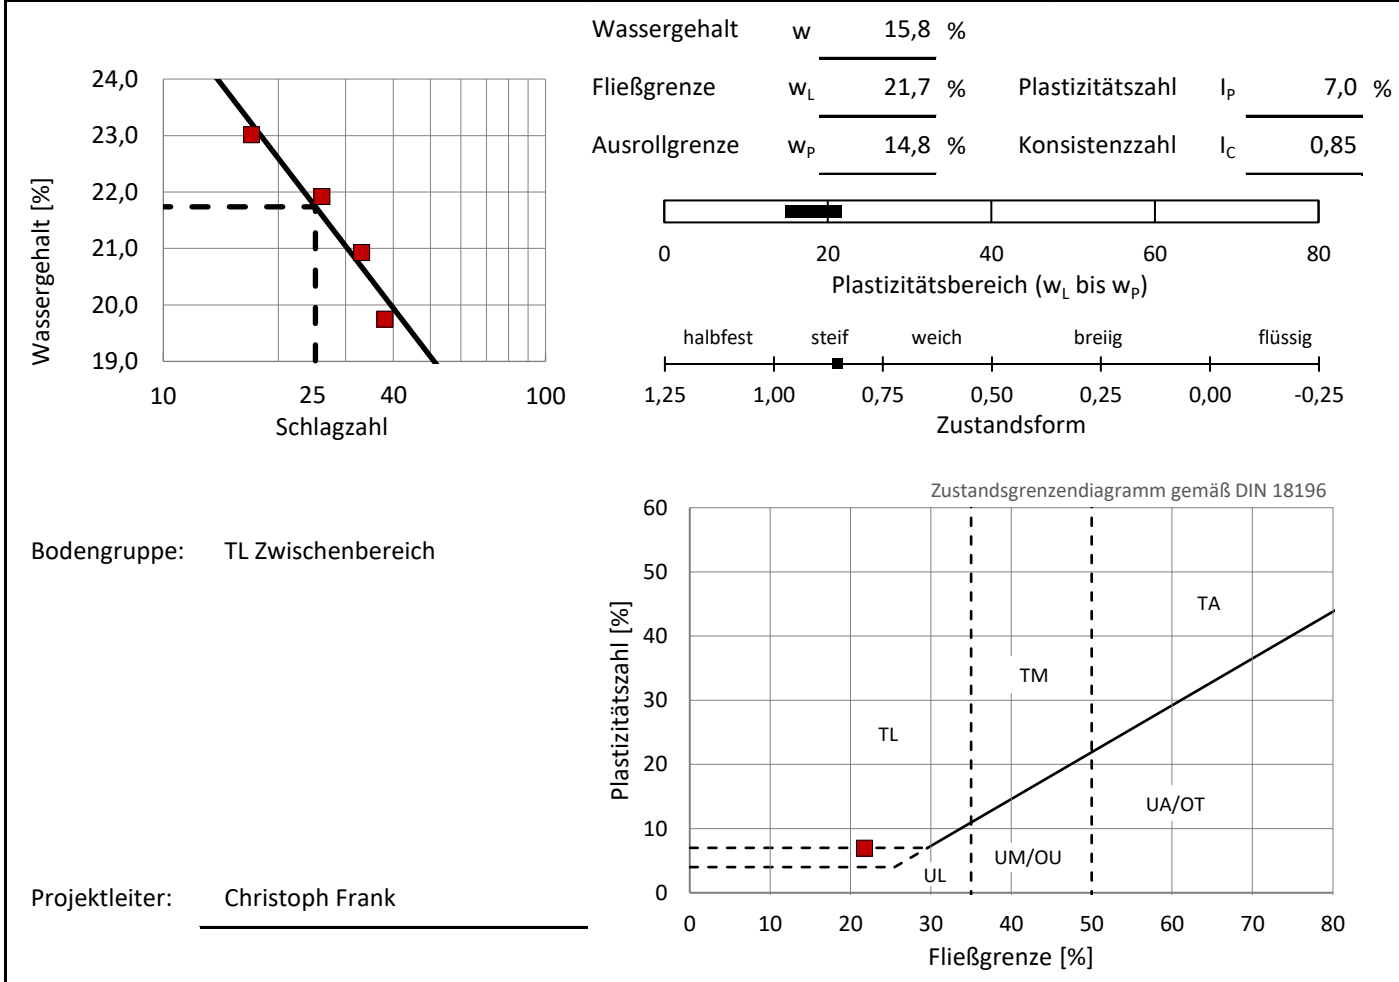 Wassergehalt w 15,8 %
Fließgrenze wL 21,7 % Plastizitätszahl IP 7,0 %
Ausrollgrenze wP 14,8 % Konsistenzzahl IC 0,85
24,0
23,0
22,0
21,0
20,0
19,0
Wassergehalt [%]
10 25 40 100
Schlagzahl
0 20 40 60 80
Plastizitätsbereich (wL bis wP)
halbfest steif weich breiig flüssig
1,25 1,00 0,75 0,50 0,25 0,00 -0,25
Zustandsform
Bodengruppe: TL Zwischenbereich
Zustandsgrenzendiagramm gemäß DIN 18196
60
50
40
30
20
10
0
Plastizitätszahl [%]
TA
TM
TL
UA/OT
UM/OU
UL
0 10 20 30 40 50 60 70 80
Fließgrenze [%]
Projektleiter: Christoph Frank